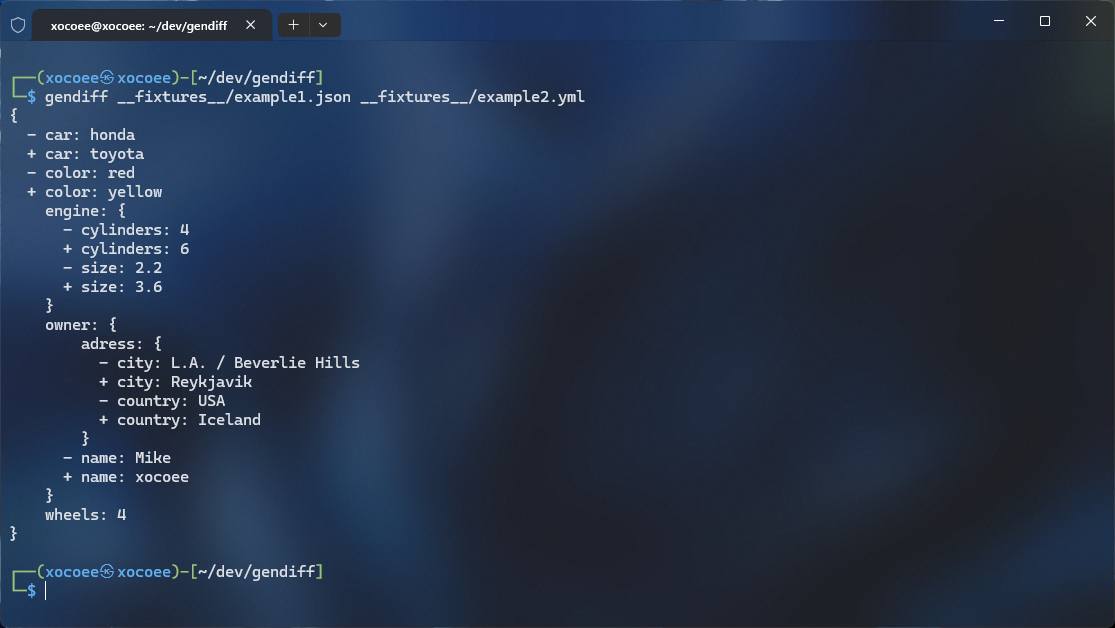 xocoee@xocoee: ~/dev/gendiff
┌──(xocoee㉿xocoee)-[~/dev/gendiff]
└─$ gendiff __fixtures__/example1.json __fixtures__/example2.yml
{
  - car: honda
  + car: toyota
  - color: red
  + color: yellow
    engine: {
      - cylinders: 4
      + cylinders: 6
      - size: 2.2
      + size: 3.6
    }
    owner: {
        adress: {
          - city: L.A. / Beverlie Hills
          + city: Reykjavik
          - country: USA
          + country: Iceland
        }
      - name: Mike
      + name: xocoee
    }
    wheels: 4
}
┌──(xocoee㉿xocoee)-[~/dev/gendiff]
└─$